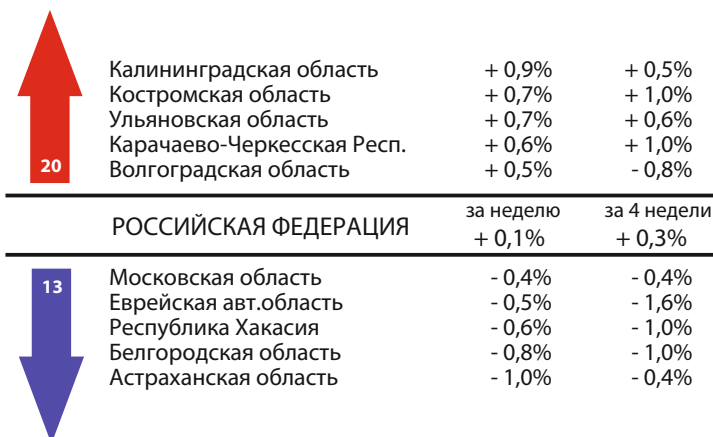 Калининградская область + 0,9% + 0,5%
Костромская область + 0,7% + 1,0%
Ульяновская область + 0,7% + 0,6%
Карачаево-Черкесская Респ. + 0,6% + 1,0%
20 Волгоградская область + 0,5% - 0,8%
за неделю за 4 недели
РОССИЙСКАЯ ФЕДЕРАЦИЯ + 0,1% + 0,3%
13 Московская область - 0,4% - 0,4%
Еврейская авт.область - 0,5% - 1,6%
Республика Хакасия - 0,6% - 1,0%
Белгородская область - 0,8% - 1,0%
Астраханская область - 1,0% - 0,4%